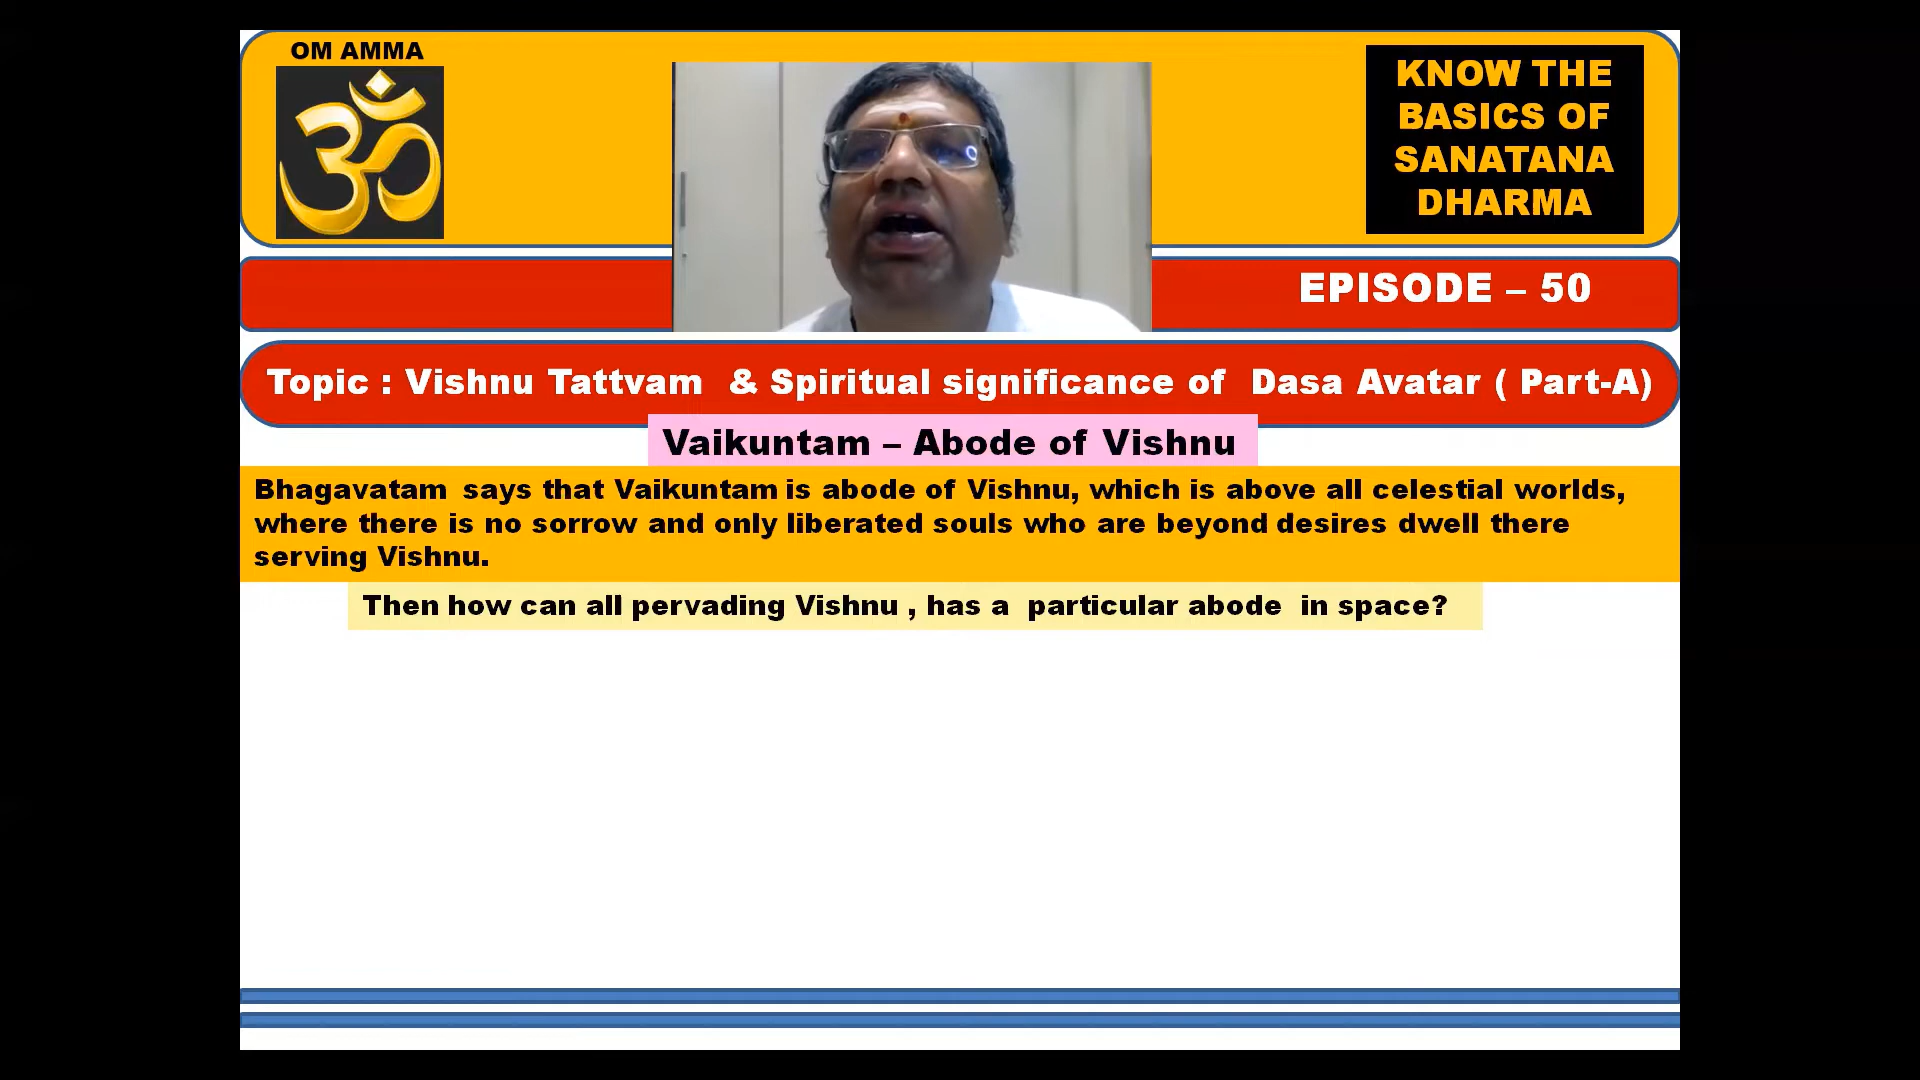 OM AMMA
ॐ
KNOW THE
BASICS OF
SANATANA
DHARMA
EPISODE – 50
Topic : Vishnu Tattvam & Spiritual significance of Dasa Avatar ( Part-A)
Vaikuntam – Abode of Vishnu
Bhagavatam says that Vaikuntam is abode of Vishnu, which is above all celestial worlds,
where there is no sorrow and only liberated souls who are beyond desires dwell there
serving Vishnu.
Then how can all pervading Vishnu , has a particular abode in space?